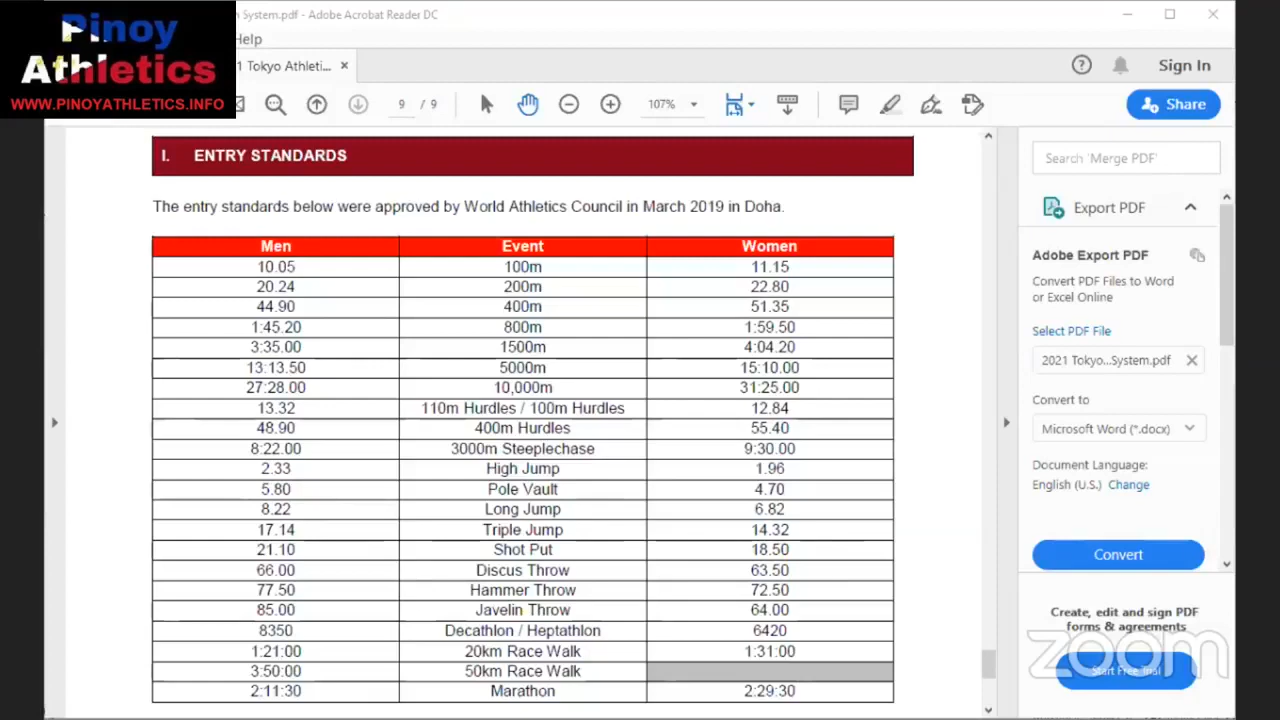 Pinoy
Athletics
WWW.PINOYATHLETICS.INFO
System.pdf - Adobe Acrobat Reader DC
Help
1 Tokyo Athleti... ×
Sign In
9 / 9
107%
Share
I. ENTRY STANDARDS
The entry standards below were approved by World Athletics Council in March 2019 in Doha.
Men Event Women
10.05 100m 11.15
20.24 200m 22.80
44.90 400m 51.35
1:45.20 800m 1:59.50
3:35.00 1500m 4:04.20
13:13.50 5000m 15:10.00
27:28.00 10,000m 31:25.00
13.32 110m Hurdles / 100m Hurdles 12.84
48.90 400m Hurdles 55.40
8:22.00 3000m Steeplechase 9:30.00
2.33 High Jump 1.96
5.80 Pole Vault 4.70
8.22 Long Jump 6.82
17.14 Triple Jump 14.32
21.10 Shot Put 18.50
66.00 Discus Throw 63.50
77.50 Hammer Throw 72.50
85.00 Javelin Throw 64.00
8350 Decathlon / Heptathlon 6420
1:21:00 20km Race Walk 1:31:00
3:50:00 50km Race Walk
2:11:30 Marathon 2:29:30
Search 'Merge PDF'
Export PDF
Adobe Export PDF
Convert PDF Files to Word
or Excel Online
Select PDF File
2021 Tokyo...System.pdf ×
Convert to
Microsoft Word (*.docx)
Document Language:
English (U.S.) Change
Convert
Create, edit and sign PDF
forms & agreements
Start Free Trial
zoom